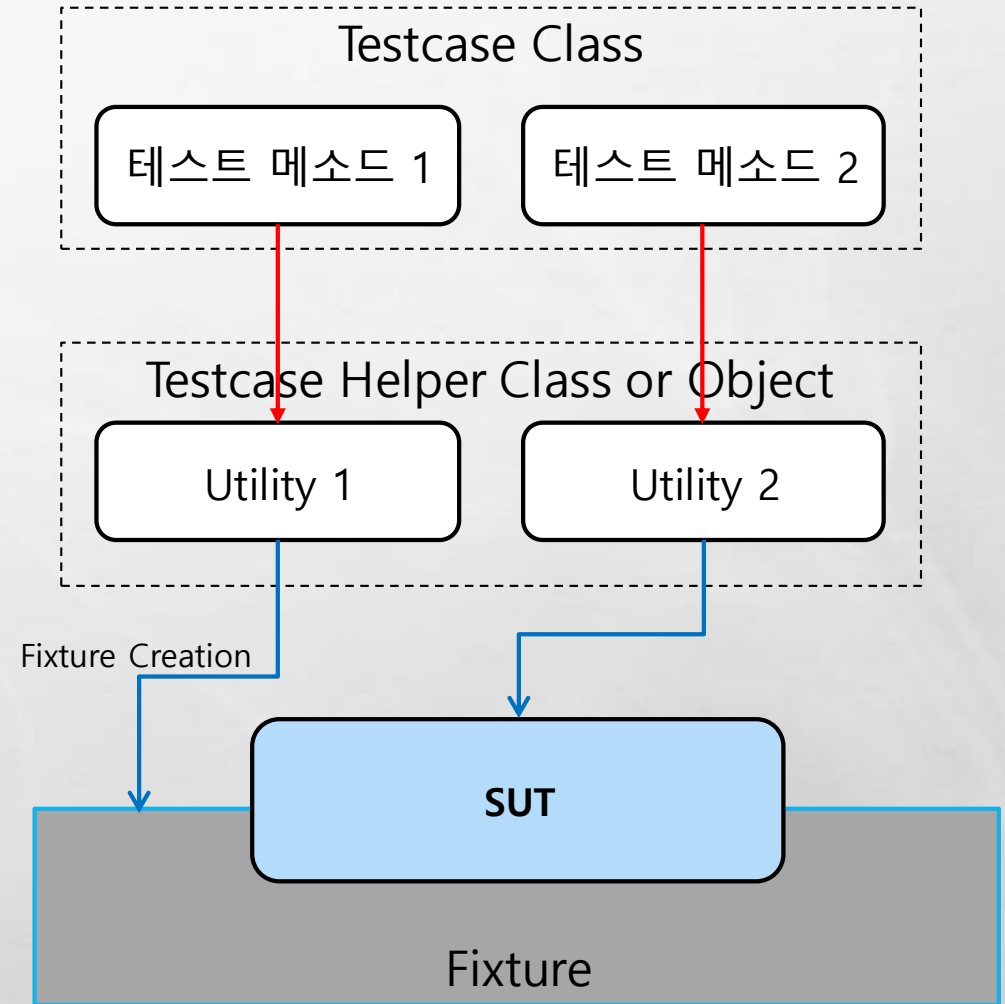 Testcase Class
테스트 메소드 1
테스트 메소드 2
Testcase Helper Class or Object
Utility 1
Utility 2
Fixture Creation
SUT
Fixture